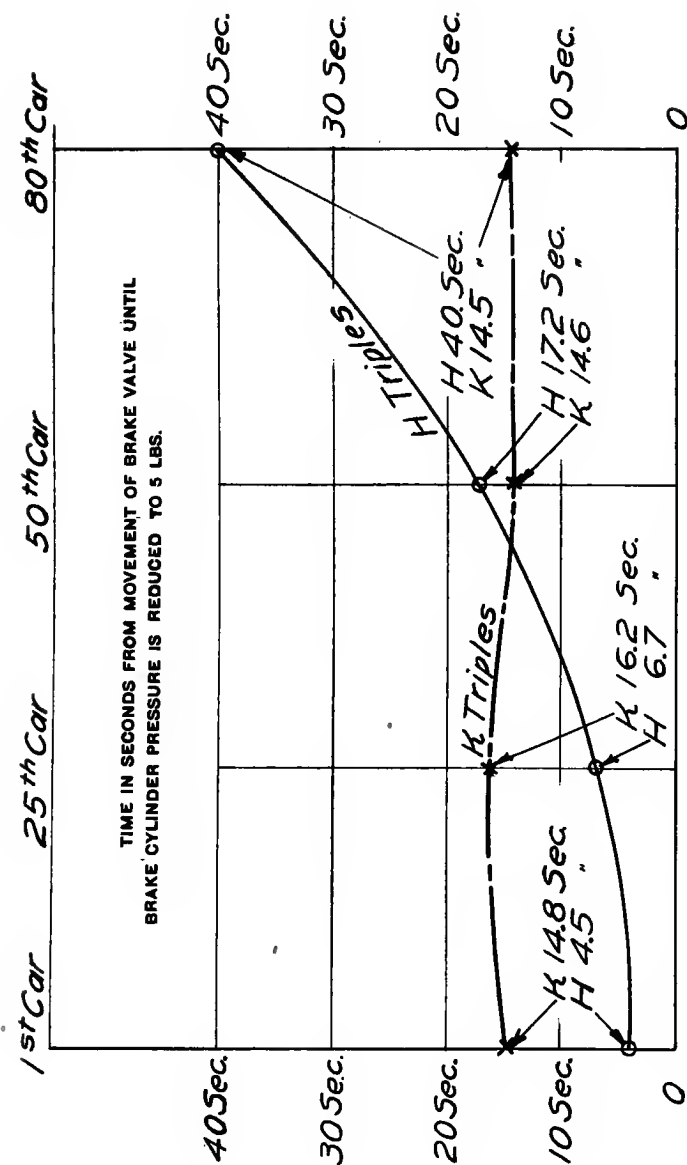 1st Car
25th Car
50th Car
80th Car
TIME IN SECONDS FROM MOVEMENT OF BRAKE VALVE UNTIL
BRAKE CYLINDER PRESSURE IS REDUCED TO 5 LBS.
40 Sec.
30 Sec.
20 Sec.
10 Sec.
0
40 Sec.
30 Sec.
20 Sec.
10 Sec.
0
H Triples
K Triples
K 14.8 Sec.
H 4.5 "
K 16.2 Sec.
H 6.7 "
H 17.2 Sec.
K 14.6 "
H 40. Sec.
K 14.5 "